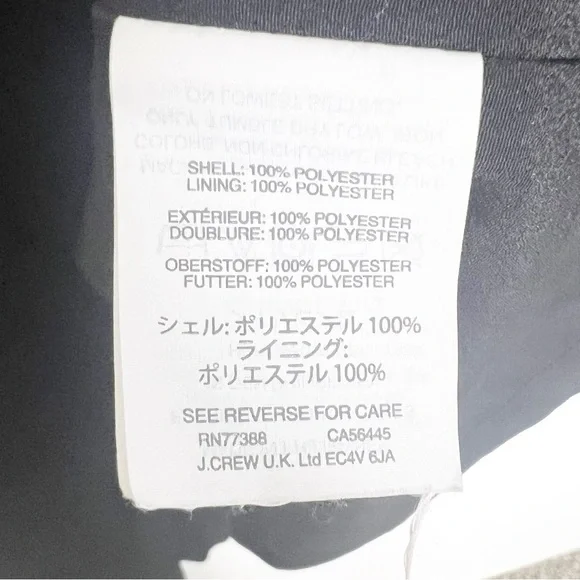 SHELL: 100% POLYESTER
LINING: 100% POLYESTER
EXTÉRIEUR: 100% POLYESTER
DOUBLURE: 100% POLYESTER
OBERSTOFF: 100% POLYESTER
FUTTER: 100% POLYESTER
シェル: ポリエステル 100%
ライニング:
ポリエステル 100%
SEE REVERSE FOR CARE
RN77388 CA56445
J.CREW U.K. Ltd EC4V 6JA